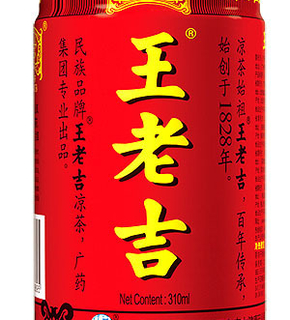 凉茶始祖王老吉®,百年传承,
始创于1828年。
王老吉®
民族品牌王老吉®凉茶,广药
集团专业出品。
Net Content : 310ml